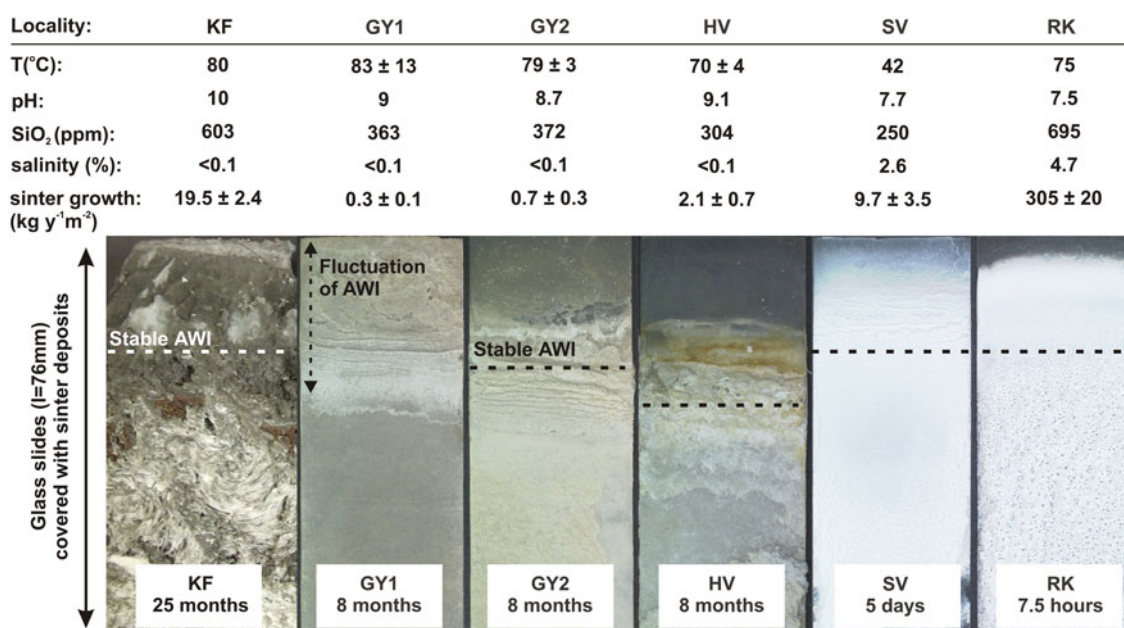 Locality: KF GY1 GY2 HV SV RK
T(°C): 80 83 ± 13 79 ± 3 70 ± 4 42 75
pH: 10 9 8.7 9.1 7.7 7.5
SiO₂ (ppm): 603 363 372 304 250 695
salinity (%): <0.1 <0.1 <0.1 <0.1 2.6 4.7
sinter growth: 19.5 ± 2.4 0.3 ± 0.1 0.7 ± 0.3 2.1 ± 0.7 9.7 ± 3.5 305 ± 20
(kg y⁻¹m⁻²)
Glass slides (l=76mm)
covered with sinter deposits
Stable AWI
Fluctuation
of AWI
Stable AWI
KF
25 months
GY1
8 months
GY2
8 months
HV
8 months
SV
5 days
RK
7.5 hours